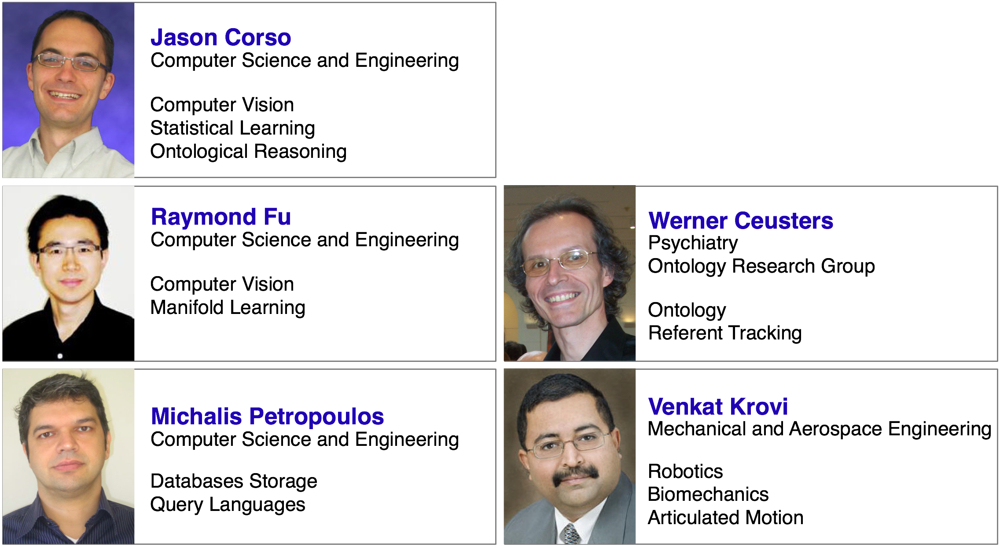 Jason Corso
Computer Science and Engineering
Computer Vision
Statistical Learning
Ontological Reasoning
Raymond Fu
Computer Science and Engineering
Computer Vision
Manifold Learning
Werner Ceusters
Psychiatry
Ontology Research Group
Ontology
Referent Tracking
Michalis Petropoulos
Computer Science and Engineering
Databases Storage
Query Languages
Venkat Krovi
Mechanical and Aerospace Engineering
Robotics
Biomechanics
Articulated Motion